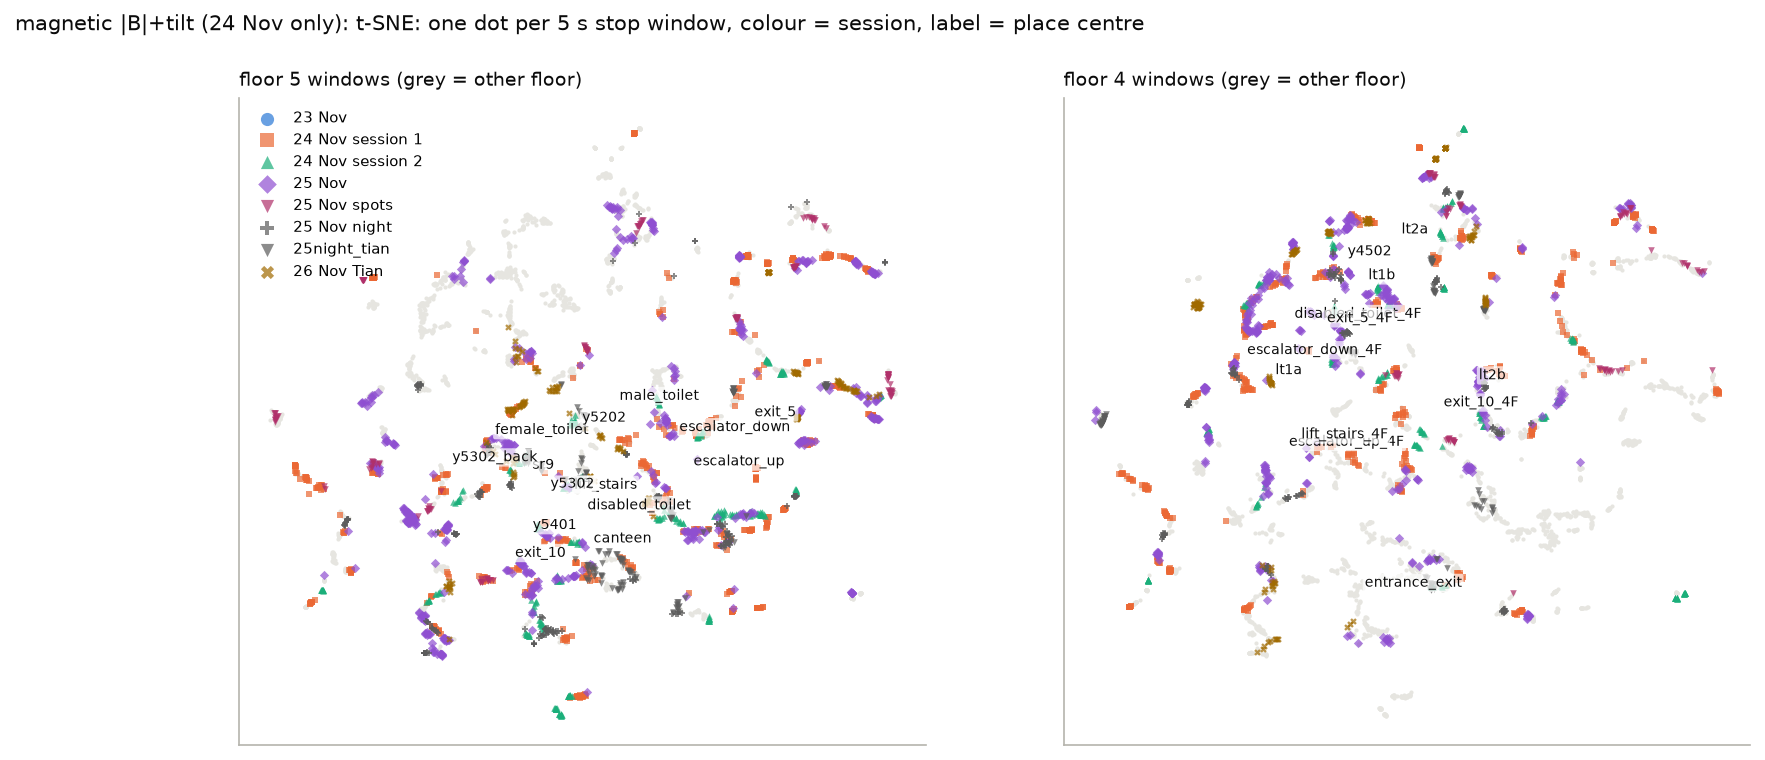 magnetic |B|+tilt (24 Nov only): t-SNE: one dot per 5 s stop window, colour = session, label = place centre
floor 5 windows (grey = other floor)
23 Nov
24 Nov session 1
24 Nov session 2
25 Nov
25 Nov spots
25 Nov night
25night_tian
26 Nov Tian
male_toilet
exit_5
y5202
escalator_down
female_toilet
y5302_back
sr9
escalator_up
y5302_stairs
disabled_toilet
y5401
canteen
exit_10
floor 4 windows (grey = other floor)
lt2a
y4502
lt1b
disabled_toilet_4F
exit_5_4F
escalator_down_4F
lt1a
lt2b
exit_10_4F
lift_stairs_4F
escalator_up_4F
entrance_exit